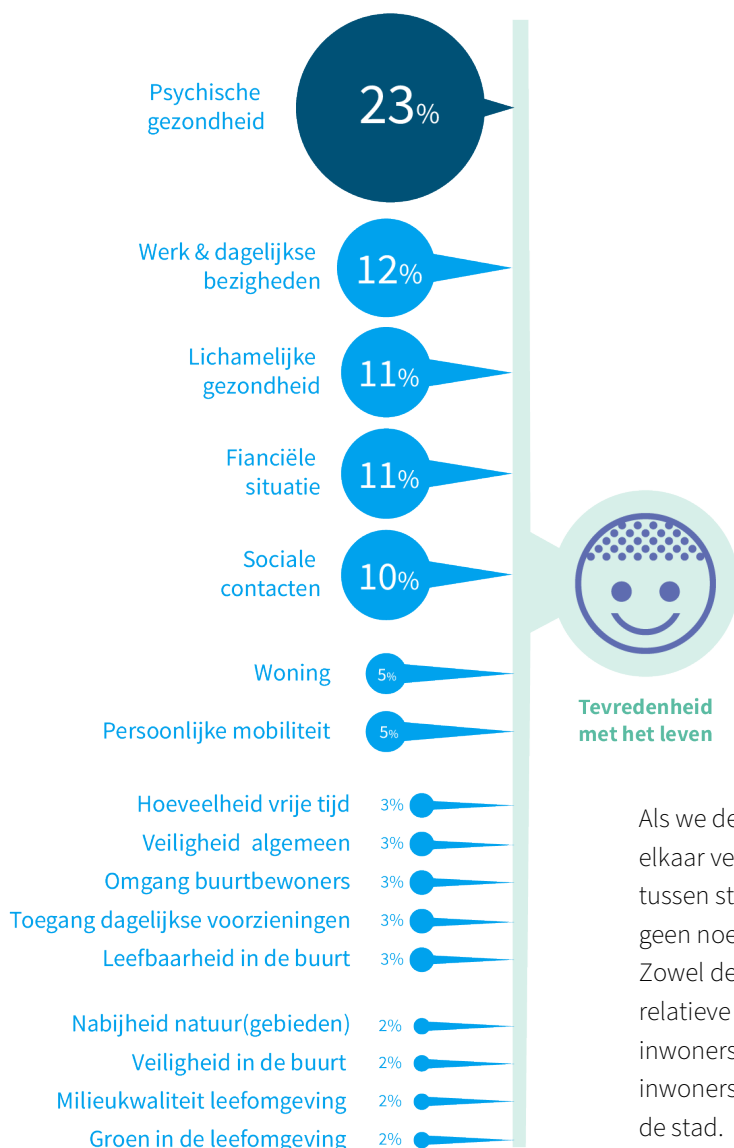 Psychische
gezondheid
23%
Werk & dagelijkse
bezigheden
12%
Lichamelijke
gezondheid
11%
Fianciële
situatie
11%
Sociale
contacten
10%
Woning
5%
Persoonlijke mobiliteit
5%
Hoeveelheid vrije tijd 3%
Veiligheid algemeen 3%
Omgang buurtbewoners 3%
Toegang dagelijkse voorzieningen 3%
Leefbaarheid in de buurt 3%
Nabijheid natuur(gebieden) 2%
Veiligheid in de buurt 2%
Milieukwaliteit leefomgeving 2%
Groen in de leefomgeving 2%
Tevredenheid
met het leven
Als we de
elkaar ve
tussen st
geen noe
Zowel de
relatieve
inwoners
inwoners
de stad.